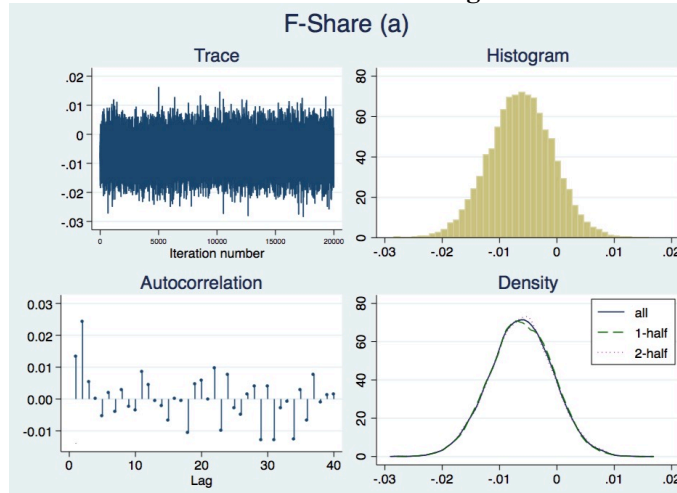 F-Share (a)
Trace
.02
.01
0
-.01
-.02
-.03
0 5000 10000 15000 20000
Iteration number
Histogram
80
60
40
20
0
-.03 -.02 -.01 0 .01 .02
Autocorrelation
0.03
0.02
0.01
0.00
-0.01
0 10 20 30 40
Lag
Density
80
60
40
20
0
all
1-half
2-half
-.03 -.02 -.01 0 .01 .02